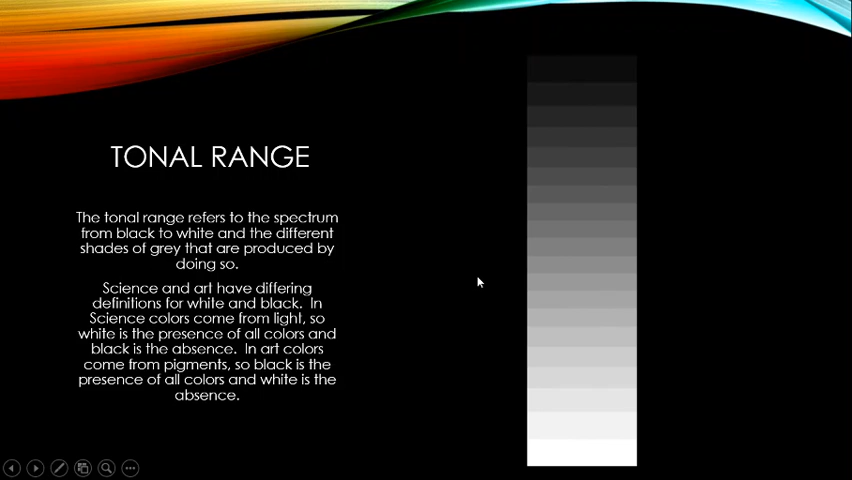 TONAL RANGE
The tonal range refers to the spectrum
from black to white and the different
shades of grey that are produced by
doing so.
Science and art have differing
definitions for white and black.  In
Science colors come from light, so
white is the presence of all colors and
black is the absence.  In art colors
come from pigments, so black is the
presence of all colors and white is the
absence.